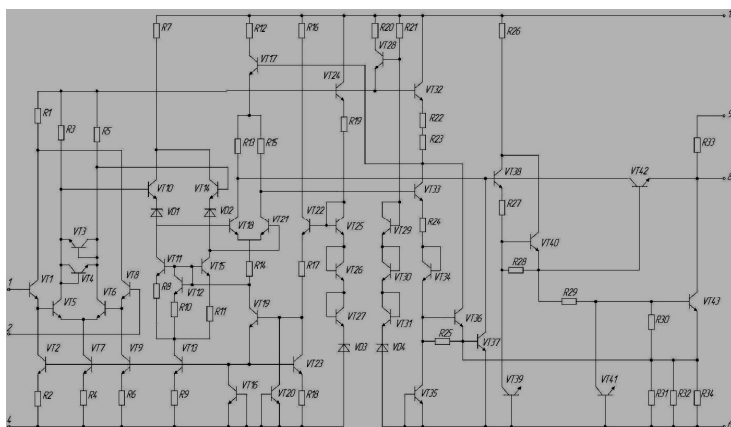 R7
R12
R16
R20
R21
R26
VT17
VT28
VT24
VT32
R1
R3
R5
R19
R22
R23
R13
R15
R33
9
VT42
8
VT10
VT14
VT38
VT33
VD1
VD2
R27
VT18
VT21
VT22
VT25
VT29
R24
VT3
VT40
VT1
VT4
VT8
VT11
VT15
R14
R17
VT26
VT30
VT34
R28
1
VT5
VT6
R8
VT12
R10
R11
R29
VT43
VT19
VT27
VT31
VT36
R30
2
R25
VT37
VT2
VT7
VT9
VT13
VT23
VD3
VD4
VT39
VT41
R2
R4
R6
R9
VT16
VT20
R18
VT35
R31
R32
R34
4